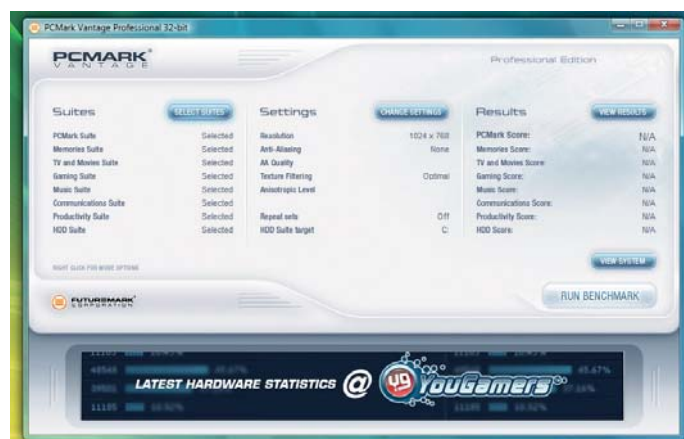 PCMark Vantage Professional 32-bit
PCMARK
VANTAGE
Professional Edition
Suites
SELECT SUITES
PCMark Suite Selected
Memories Suite Selected
TV and Movies Suite Selected
Gaming Suite Selected
Music Suite Selected
Communications Suite Selected
Productivity Suite Selected
HDD Suite Selected
RIGHT CLICK FOR MORE OPTIONS
Settings
CHANGE SETTINGS
Resolution 1024 x 768
Anti-Aliasing None
AA Quality
Texture Filtering Optimal
Anisotropic Level
Repeat sets Off
HDD Suite target C:
Results
VIEW RESULTS
PCMark Score: N/A
Memories Score: N/A
TV and Movies Score: N/A
Gaming Score: N/A
Music Score: N/A
Communications Score: N/A
Productivity Score: N/A
HDD Score: N/A
VIEW SYSTEM
FUTUREMARK
CORPORATION
RUN BENCHMARK
LATEST HARDWARE STATISTICS @ yg YouGamers